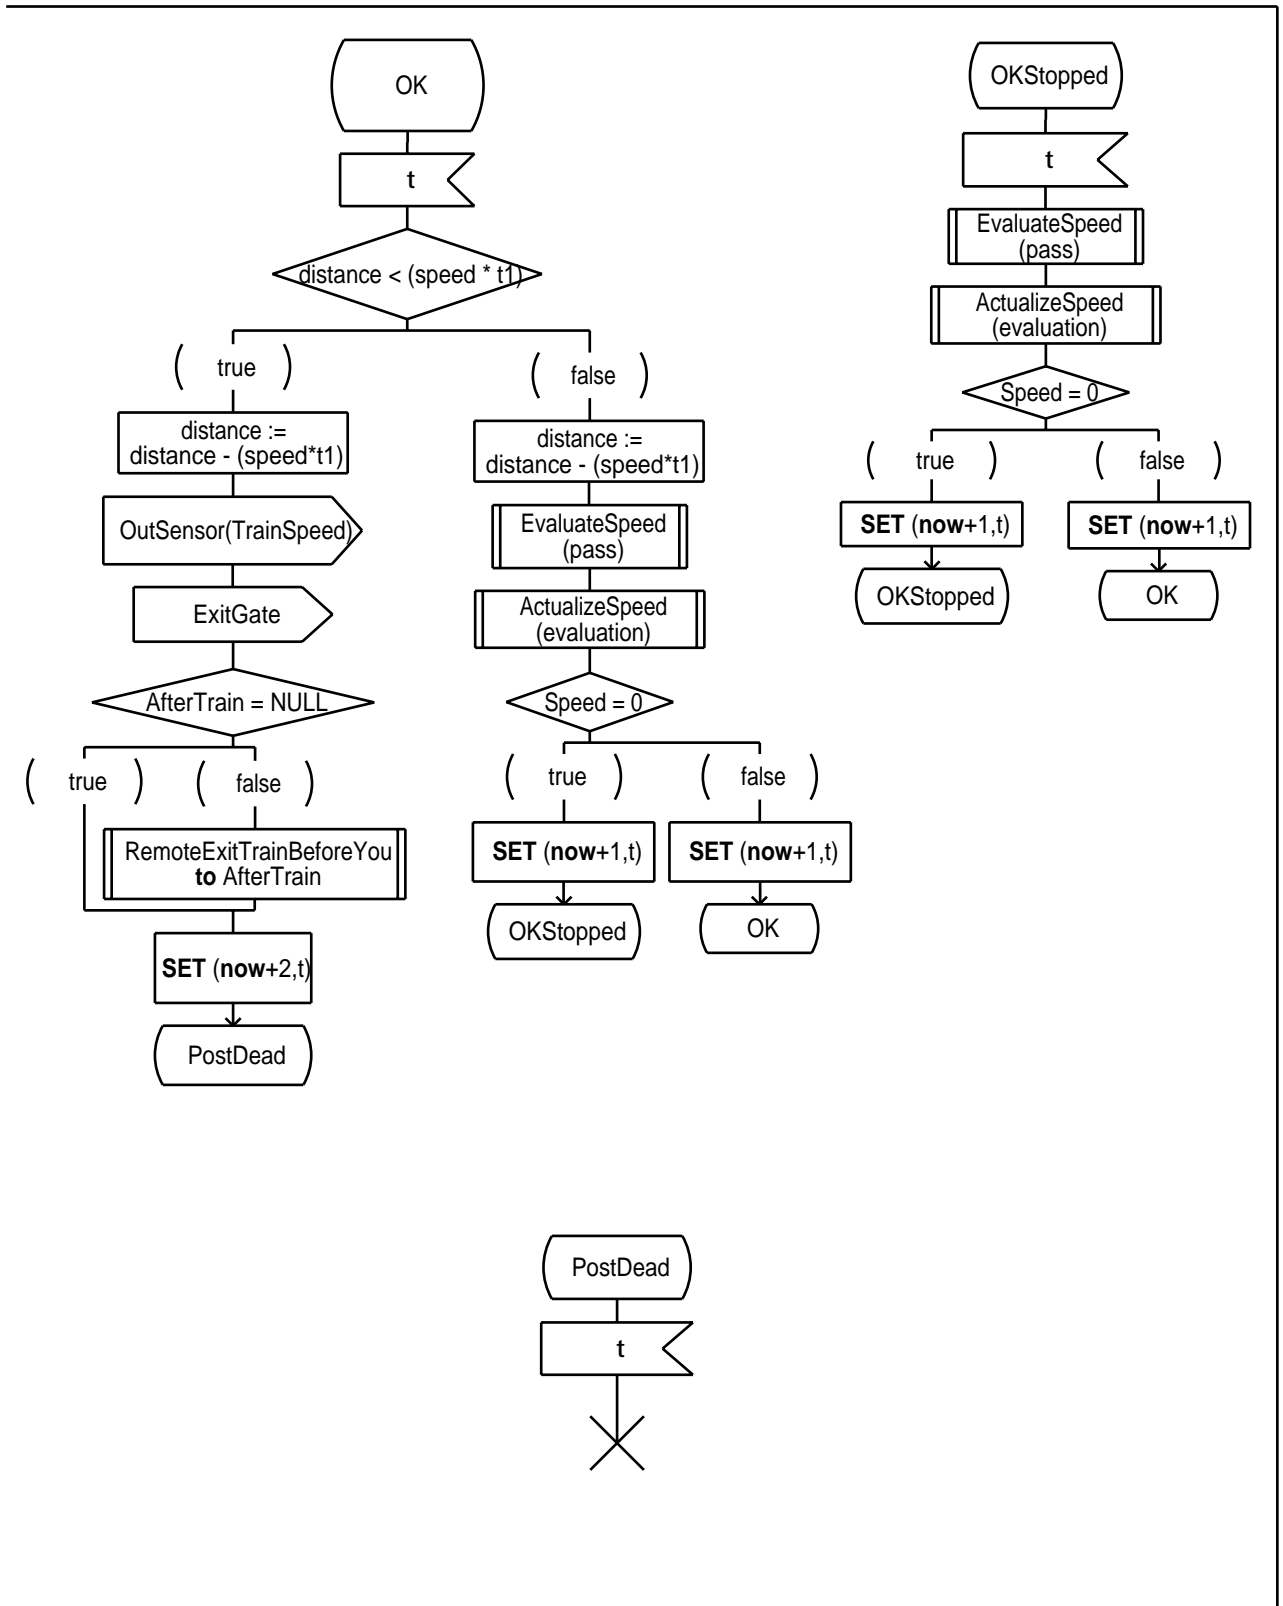 OK
t
distance < (speed * t1)
( true )
distance :=
distance - (speed*t1)
OutSensor(TrainSpeed)
ExitGate
AfterTrain = NULL
( true )
( false )
RemoteExitTrainBeforeYou
to AfterTrain
SET (now+2,t)
PostDead
( false )
distance :=
distance - (speed*t1)
EvaluateSpeed
(pass)
ActualizeSpeed
(evaluation)
Speed = 0
( true )
( false )
SET (now+1,t)
SET (now+1,t)
OKStopped
OK
OKStopped
t
EvaluateSpeed
(pass)
ActualizeSpeed
(evaluation)
Speed = 0
( true )
( false )
SET (now+1,t)
SET (now+1,t)
OKStopped
OK
PostDead
t